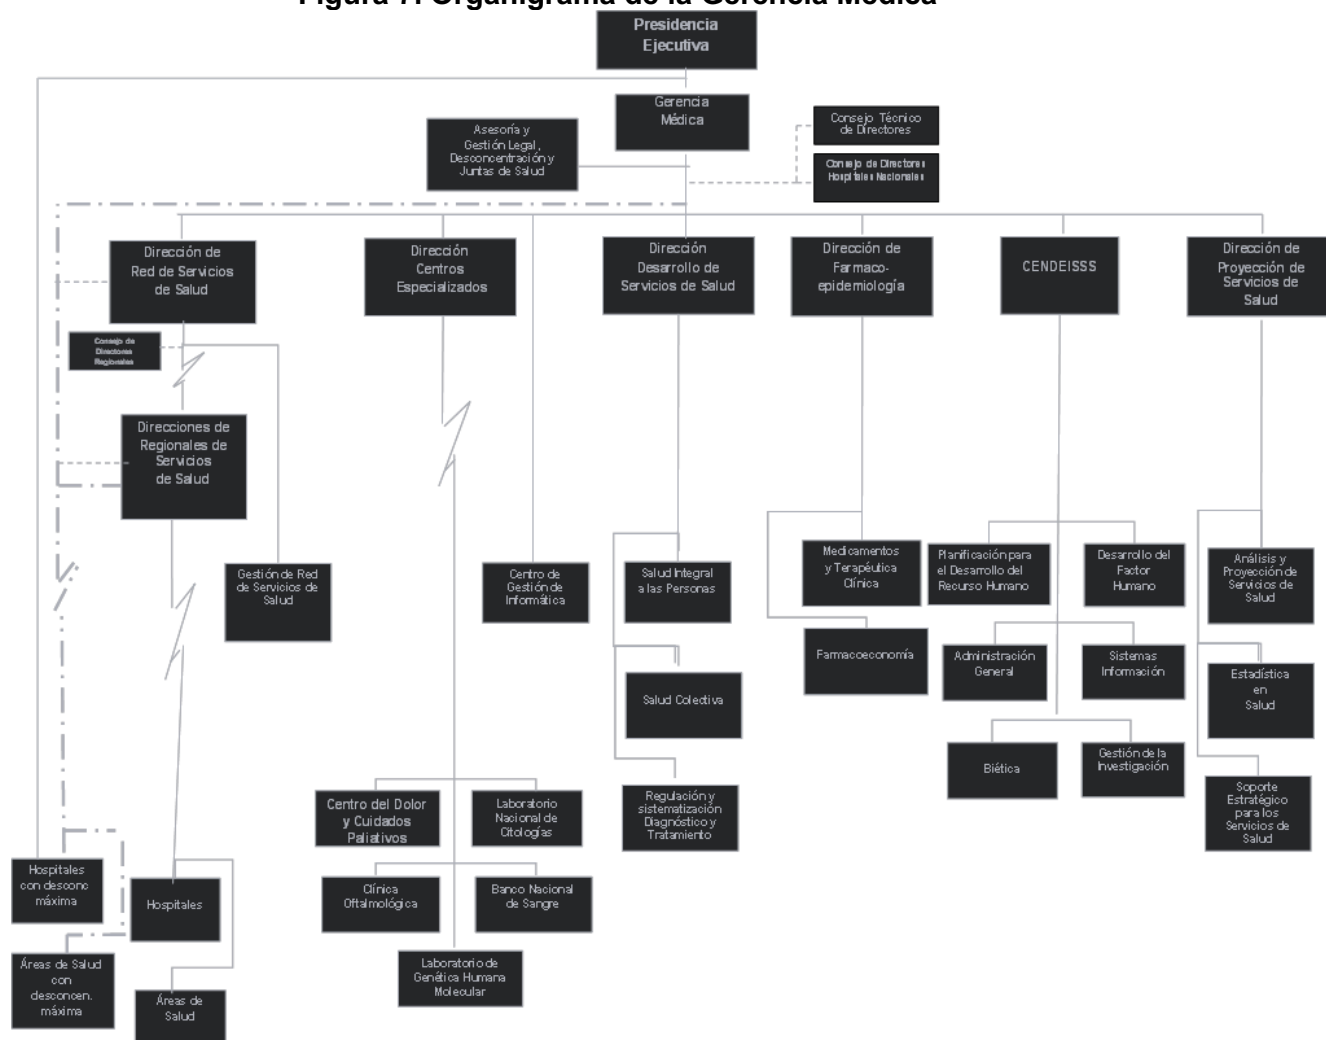 Figura 7. Organigrama de la Gerencia Médica
Presidencia
Ejecutiva
Gerencia
Médica
Asesoría y
Gestión Legal,
Desconcentración y
Juntas de Salud
Consejo Técnico
de Directores
Consejo de Directores
Hospitales Nacionales
Dirección de
Red de Servicios
de Salud
Dirección
Centros
Especializados
Dirección
Desarrollo de
Servicios de Salud
Dirección de
Farmaco-
epidemiología
CENDEISSS
Dirección de
Proyección de
Servicios de
Salud
Consejo de
Directores
Regionales
Direcciones de
Regionales de
Servicios
de Salud
Gestión de Red
de Servicios de
Salud
Centro de
Gestión de
Informática
Salud Integral
a las Personas
Medicamentos
y Terapéutica
Clínica
Planificación para
el Desarrollo del
Recurso Humano
Desarrollo del
Factor
Humano
Análisis y
Proyección de
Servicios de
Salud
Farmacoeconomía
Administración
General
Sistemas
Información
Estadística
en
Salud
Salud Colectiva
Biética
Gestión de la
Investigación
Regulación y
sistematización
Diagnóstico y
Tratamiento
Soporte
Estratégico
para los
Servicios de
Salud
Centro del Dolor
y Cuidados
Paliativos
Laboratorio
Nacional de
Citologías
Clínica
Oftalmológica
Banco Nacional
de Sangre
Laboratorio de
Genética Humana
Molecular
Hospitales
con desconc
máxima
Hospitales
Áreas de Salud
con
desconcen.
máxima
Áreas de
Salud